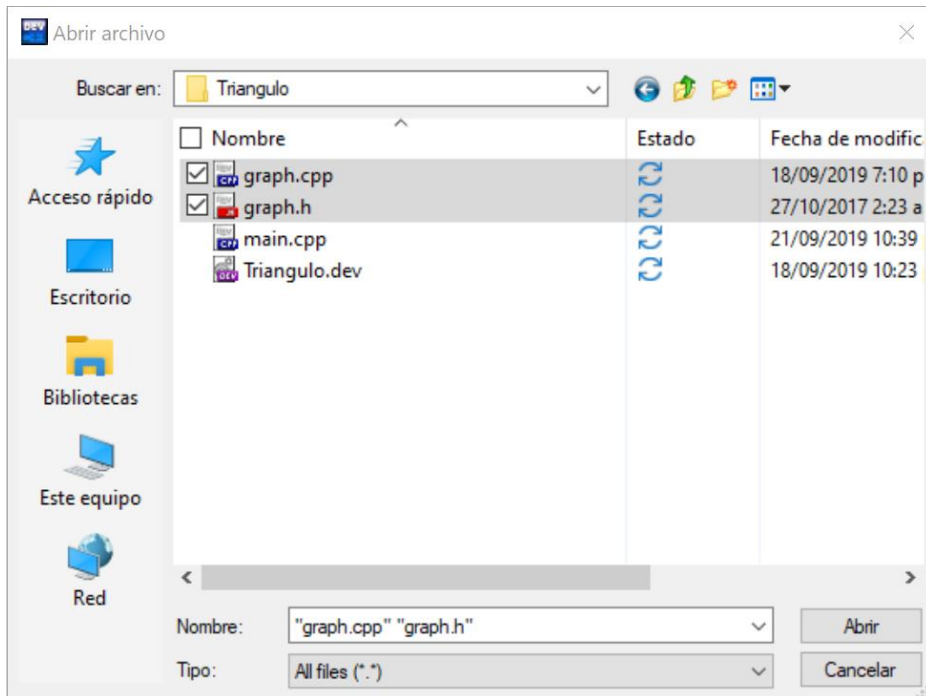 Abrir archivo
Buscar en: Triangulo
Nombre Estado Fecha de modific
graph.cpp 18/09/2019 7:10 p
graph.h 27/10/2017 2:23 a
main.cpp 21/09/2019 10:39
Triangulo.dev 18/09/2019 10:23
Acceso rápido
Escritorio
Bibliotecas
Este equipo
Red
Nombre: "graph.cpp" "graph.h" Abrir
Tipo: All files (*.*) Cancelar